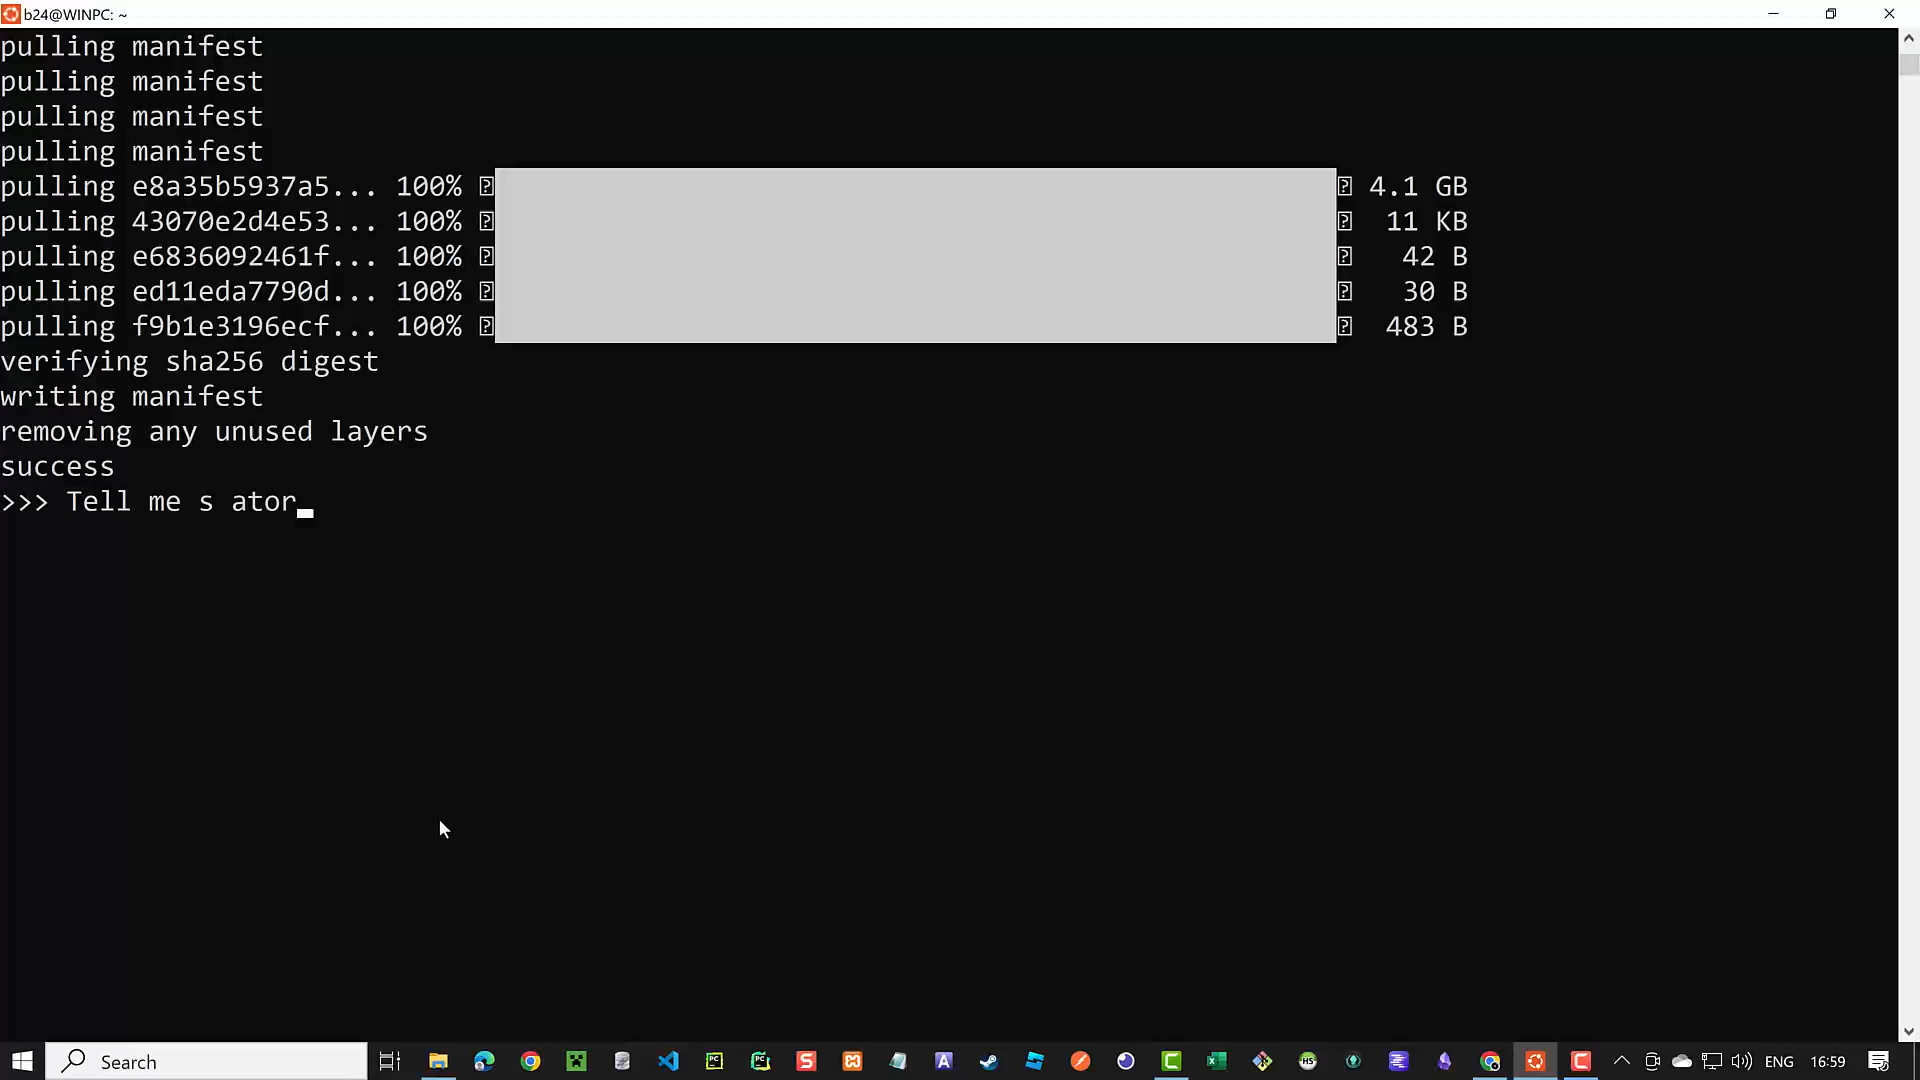 b24@WINPC: ~
pulling manifest
pulling manifest
pulling manifest
pulling manifest
pulling e8a35b5937a5... 100% 4.1 GB
pulling 43070e2d4e53... 100% 11 KB
pulling e6836092461f... 100% 42 B
pulling ed11eda7790d... 100% 30 B
pulling f9b1e3196ecf... 100% 483 B
verifying sha256 digest
writing manifest
removing any unused layers
success
>>> Tell me s ator
Search
ENG
16:59